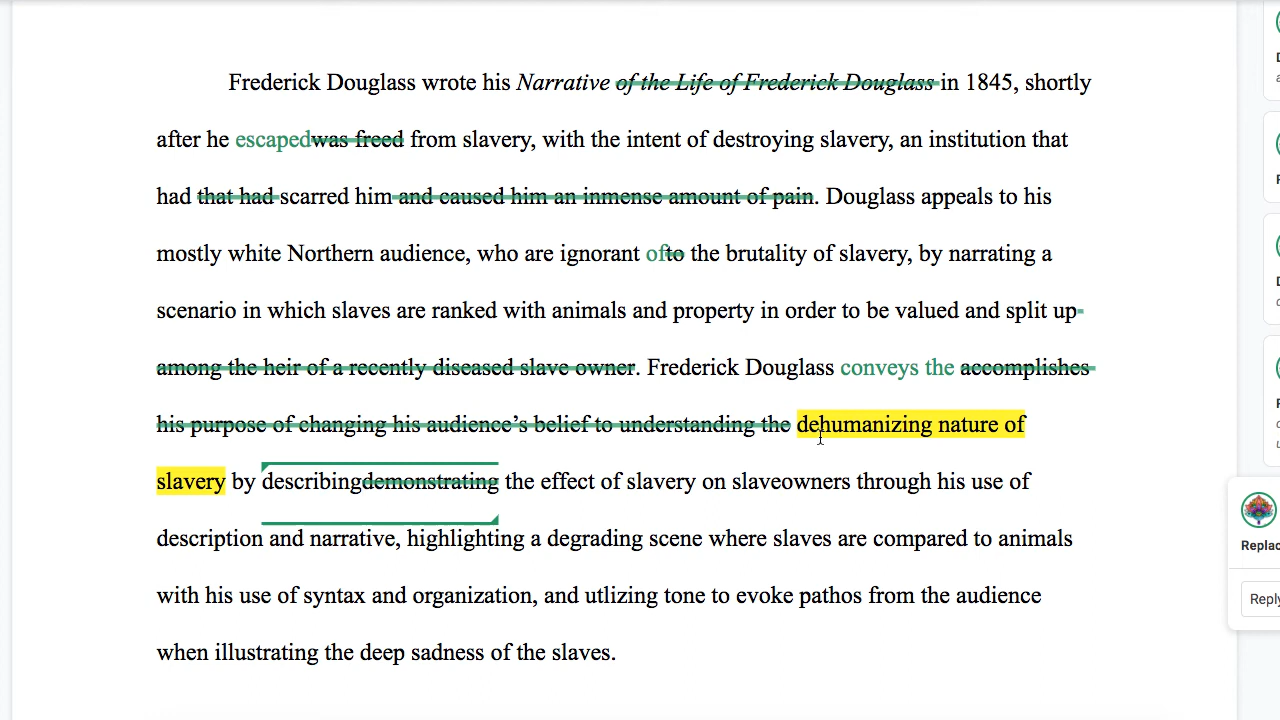 Frederick Douglass wrote his Narrative of the Life of Frederick Douglass in 1845, shortly
after he escapedwas freed from slavery, with the intent of destroying slavery, an institution that
had that had scarred him and caused him an inmense amount of pain. Douglass appeals to his
mostly white Northern audience, who are ignorant ofto the brutality of slavery, by narrating a
scenario in which slaves are ranked with animals and property in order to be valued and split up
among the heir of a recently diseased slave owner. Frederick Douglass conveys the accomplishes
his purpose of changing his audience's belief to understanding the dehumanizing nature of
slavery by describingdemonstrating the effect of slavery on slaveowners through his use of
description and narrative, highlighting a degrading scene where slaves are compared to animals
with his use of syntax and organization, and utlizing tone to evoke pathos from the audience
when illustrating the deep sadness of the slaves.
Reply